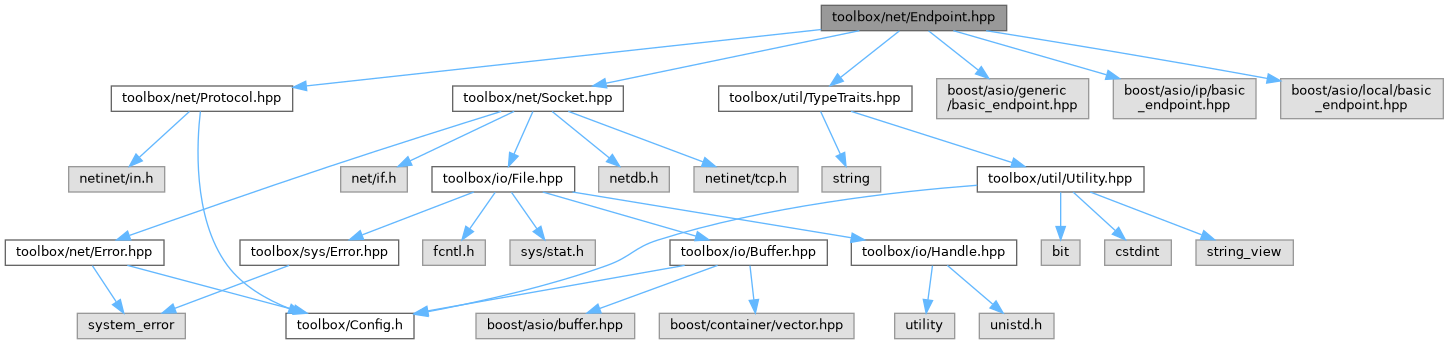 toolbox/net/Endpoint.hpp
toolbox/net/Protocol.hpp
toolbox/net/Socket.hpp
toolbox/util/TypeTraits.hpp
boost/asio/generic
/basic_endpoint.hpp
boost/asio/ip/basic
_endpoint.hpp
boost/asio/local/basic
_endpoint.hpp
netinet/in.h
net/if.h
toolbox/io/File.hpp
netdb.h
netinet/tcp.h
string
toolbox/util/Utility.hpp
toolbox/net/Error.hpp
toolbox/sys/Error.hpp
fcntl.h
sys/stat.h
toolbox/io/Buffer.hpp
toolbox/io/Handle.hpp
bit
cstdint
string_view
system_error
toolbox/Config.h
boost/asio/buffer.hpp
boost/container/vector.hpp
utility
unistd.h